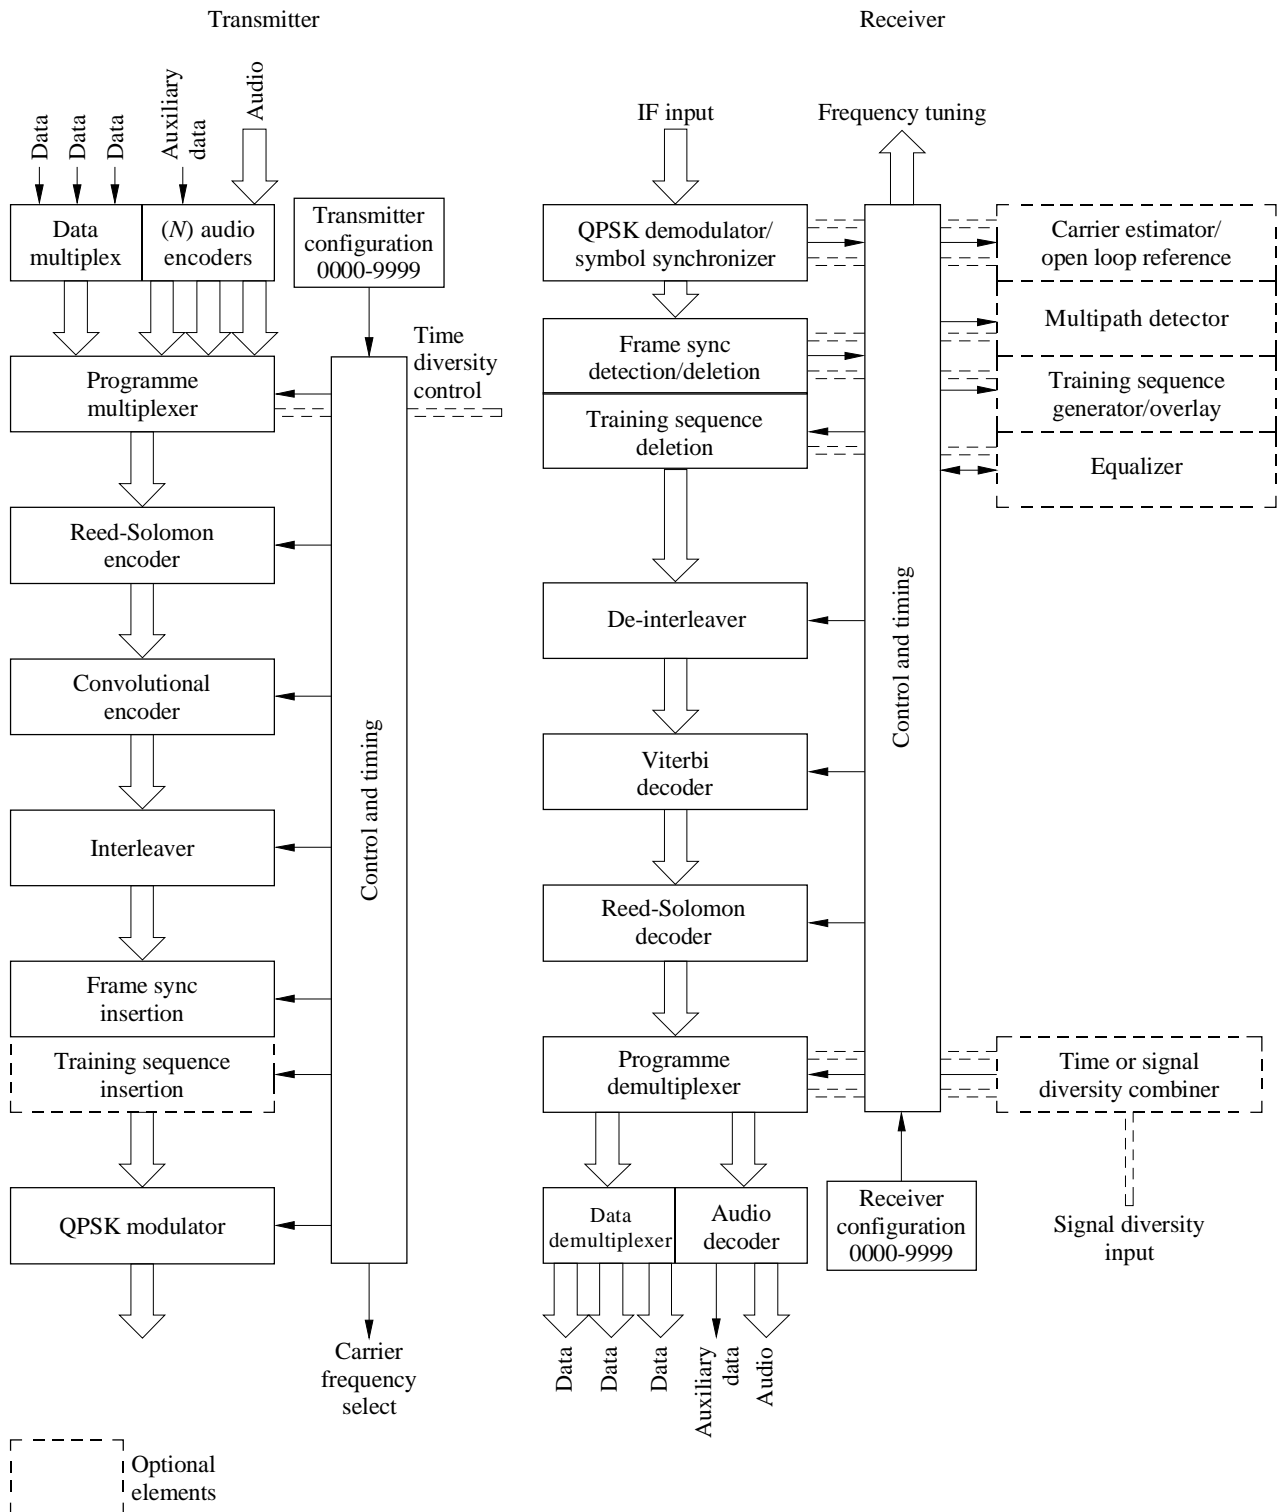 Transmitter
Receiver
Data
Data
Data
Auxiliary
data
Audio
IF input
Frequency tuning
Data
multiplex
(N) audio
encoders
Transmitter
configuration
0000-9999
Time
diversity
control
Programme
multiplexer
Reed-Solomon
encoder
Convolutional
encoder
Interleaver
Frame sync
insertion
Training sequence
insertion
QPSK modulator
Control and timing
Carrier
frequency
select
QPSK demodulator/
symbol synchronizer
Frame sync
detection/deletion
Training sequence
deletion
De-interleaver
Viterbi
decoder
Reed-Solomon
decoder
Programme
demultiplexer
Data
demultiplexer
Audio
decoder
Data
Data
Data
Auxiliary
data
Audio
Control and timing
Receiver
configuration
0000-9999
Carrier estimator/
open loop reference
Multipath detector
Training sequence
generator/overlay
Equalizer
Time or signal
diversity combiner
Signal diversity
input
Optional
elements